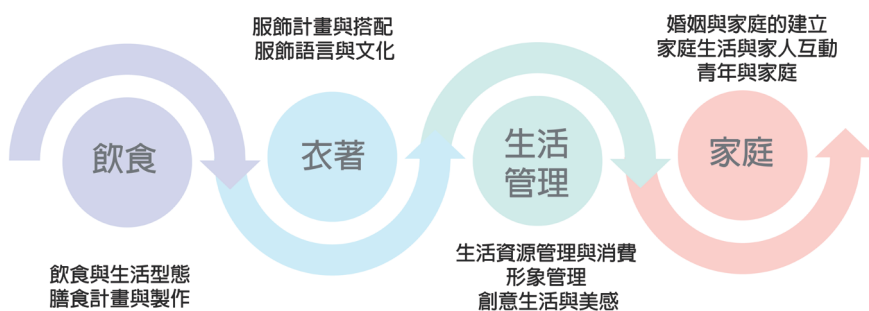 飲食
飲食與生活型態
膳食計畫與製作
服飾計畫與搭配
服飾語言與文化
衣著
生活
管理
生活資源管理與消費
形象管理
創意生活與美感
婚姻與家庭的建立
家庭生活與家人互動
青年與家庭
家庭